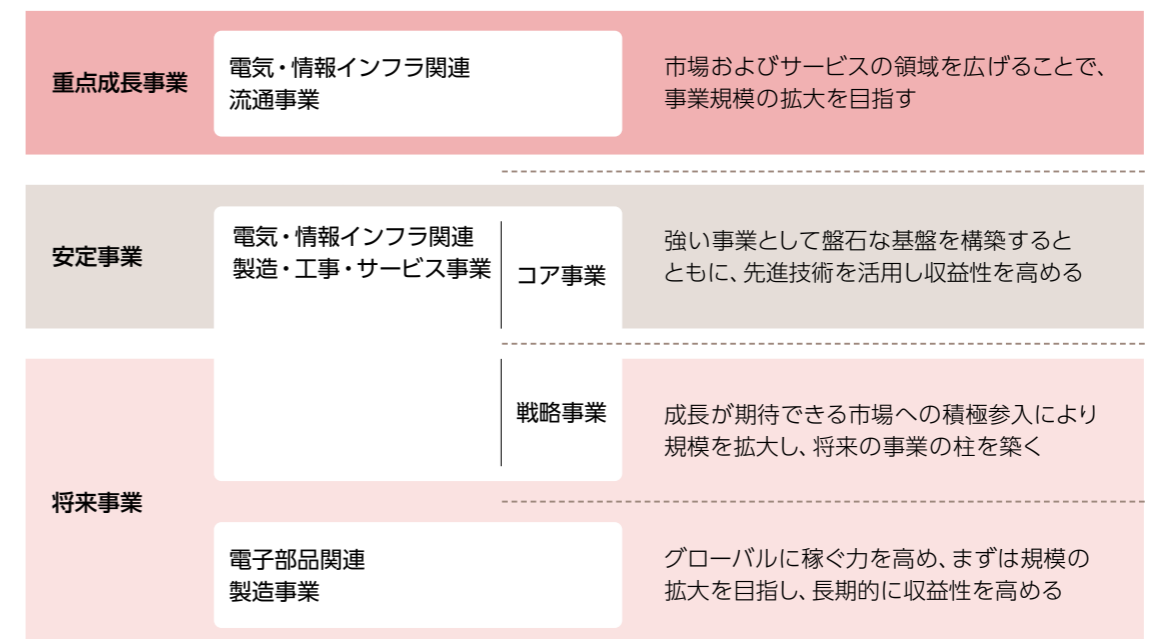 重点成長事業
電気・情報インフラ関連
流通事業
市場およびサービスの領域を広げることで、
事業規模の拡大を目指す
安定事業
電気・情報インフラ関連
製造・工事・サービス事業
コア事業
強い事業として盤石な基盤を構築すると
ともに、先進技術を活用し収益性を高める
戦略事業
成長が期待できる市場への積極参入により
規模を拡大し、将来の事業の柱を築く
将来事業
電子部品関連
製造事業
グローバルに稼ぐ力を高め、まずは規模の
拡大を目指し、長期的に収益性を高める